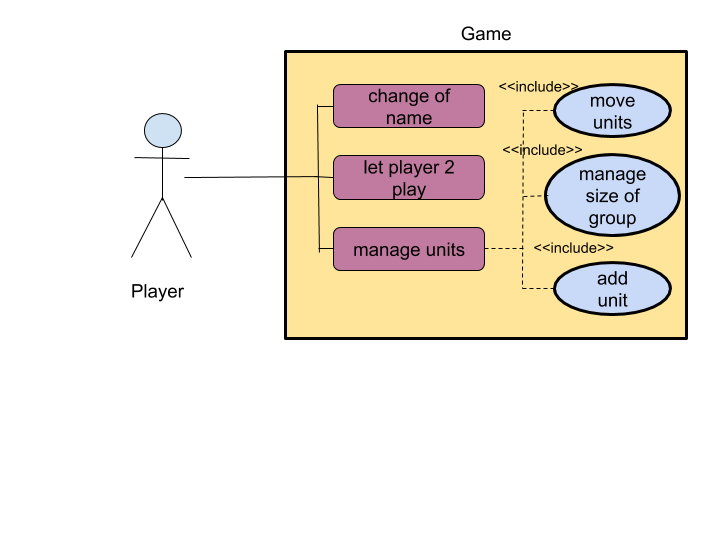 Game
<<include>>
change of
name
move
units
<<include>>
let player 2
play
manage
size of
group
manage units
<<include>>
add
unit
Player